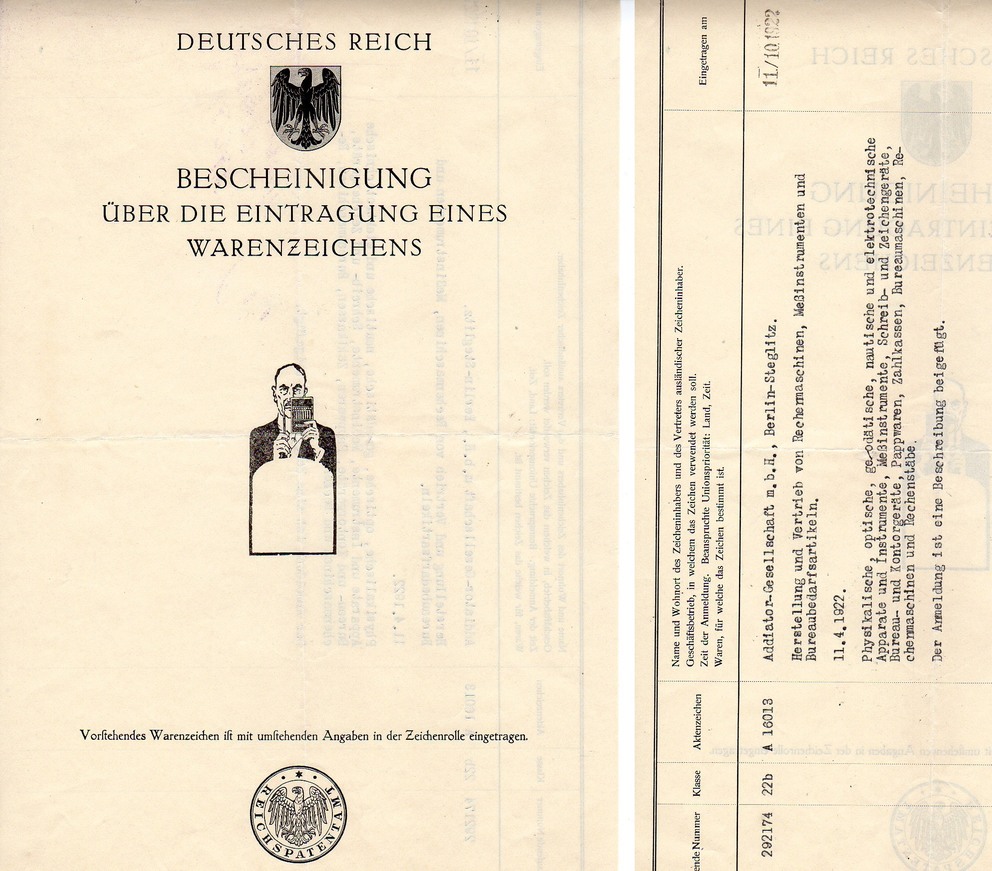 DEUTSCHES REICH
BESCHEINIGUNG
ÜBER DIE EINTRAGUNG EINES
WARENZEICHENS
Vorſtehendes Warenzeichen iſt mit umſtehenden Angaben in der Zeichenrolle eingetragen.
REICHSPATENTAMT
ende Nummer
Klasse
Aktenzeichen
Name und Wohnort des Zeicheninhabers und des Vertreters ausländischer Zeicheninhaber.
Geschäftsbetrieb, in welchem das Zeichen verwendet werden soll.
Zeit der Anmeldung. Beanspruchte Unionspriorität: Land, Zeit.
Waren, für welche das Zeichen bestimmt ist.
Eingetragen am
292174
22b
A 16013
Addiator-Gesellschaft m.b.H., Berlin-Steglitz.
Herstellung und Vertrieb von Rechenmaschinen, Meßinstrumenten und
Bureaubedarfsartikeln.
11.4.1922.
Physikalische, optische, geodätische, nautische und elektrotechnische
Apparate und Instrumente, Meßinstrumente, Schreib- und Zeichengeräte,
Bureau- und Kontorgeräte, Pappwaren, Zahlkassen, Bureaumaschinen, Re-
chenmaschinen und Rechenstäbe.
Der Anmeldung ist eine Beschreibung beigefügt.
11/10.1922